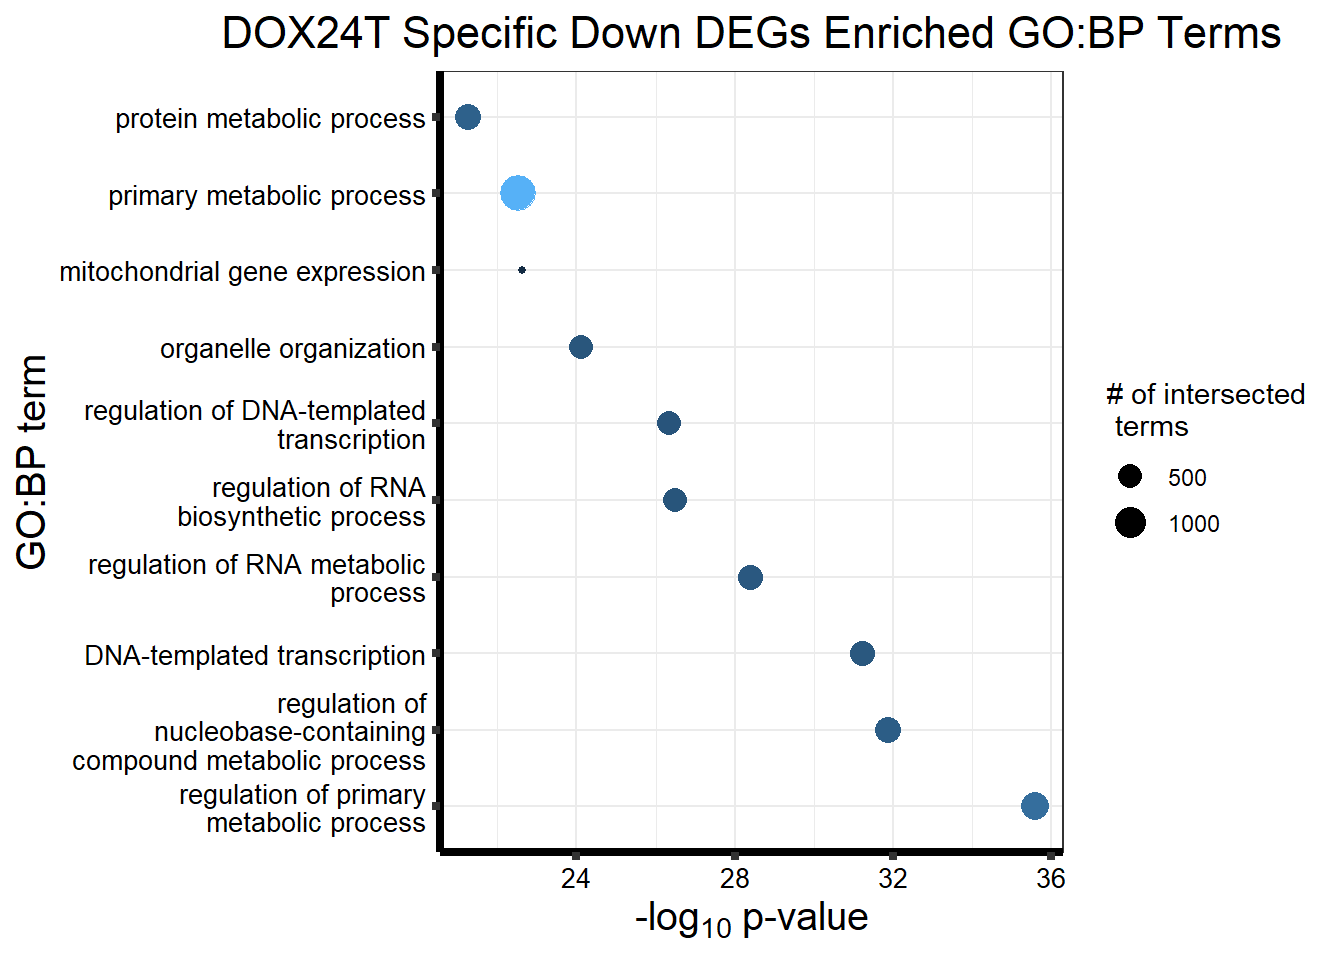 DOX24T Specific Down DEGs Enriched GO:BP Terms
GO:BP term
protein metabolic process
primary metabolic process
mitochondrial gene expression
organelle organization
regulation of DNA-templated
transcription
regulation of RNA
biosynthetic process
regulation of RNA metabolic
process
DNA-templated transcription
regulation of
nucleobase-containing
compound metabolic process
regulation of primary
metabolic process
24 28 32 36
-log10 p-value
# of intersected
terms
500
1000